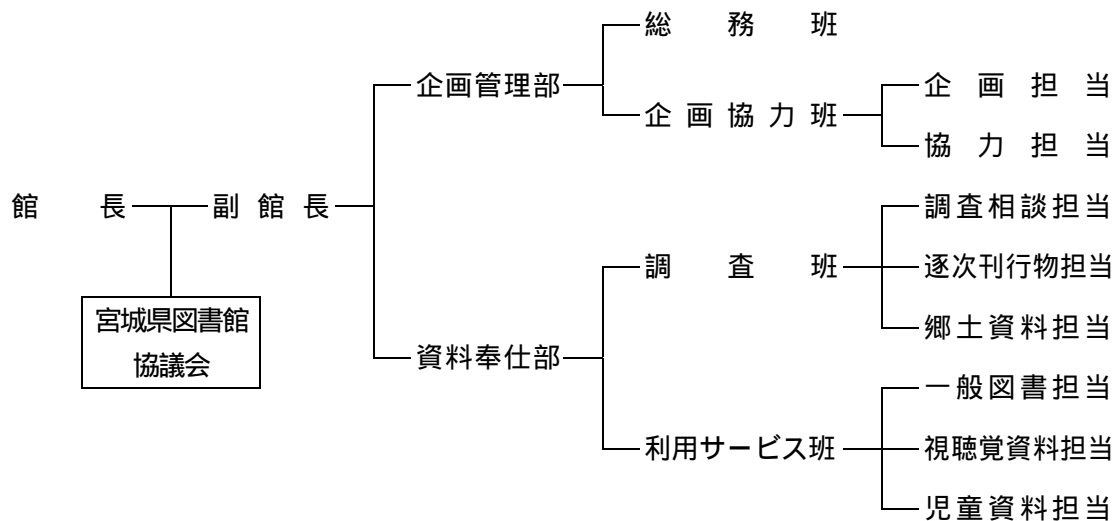 総務班
企画管理部
企画協力班
企画担当
協力担当
館長
副館長
調査相談担当
調査班
逐次刊行物担当
郷土資料担当
宮城県図書館
協議会
資料奉仕部
一般図書担当
利用サービス班
視聴覚資料担当
児童資料担当